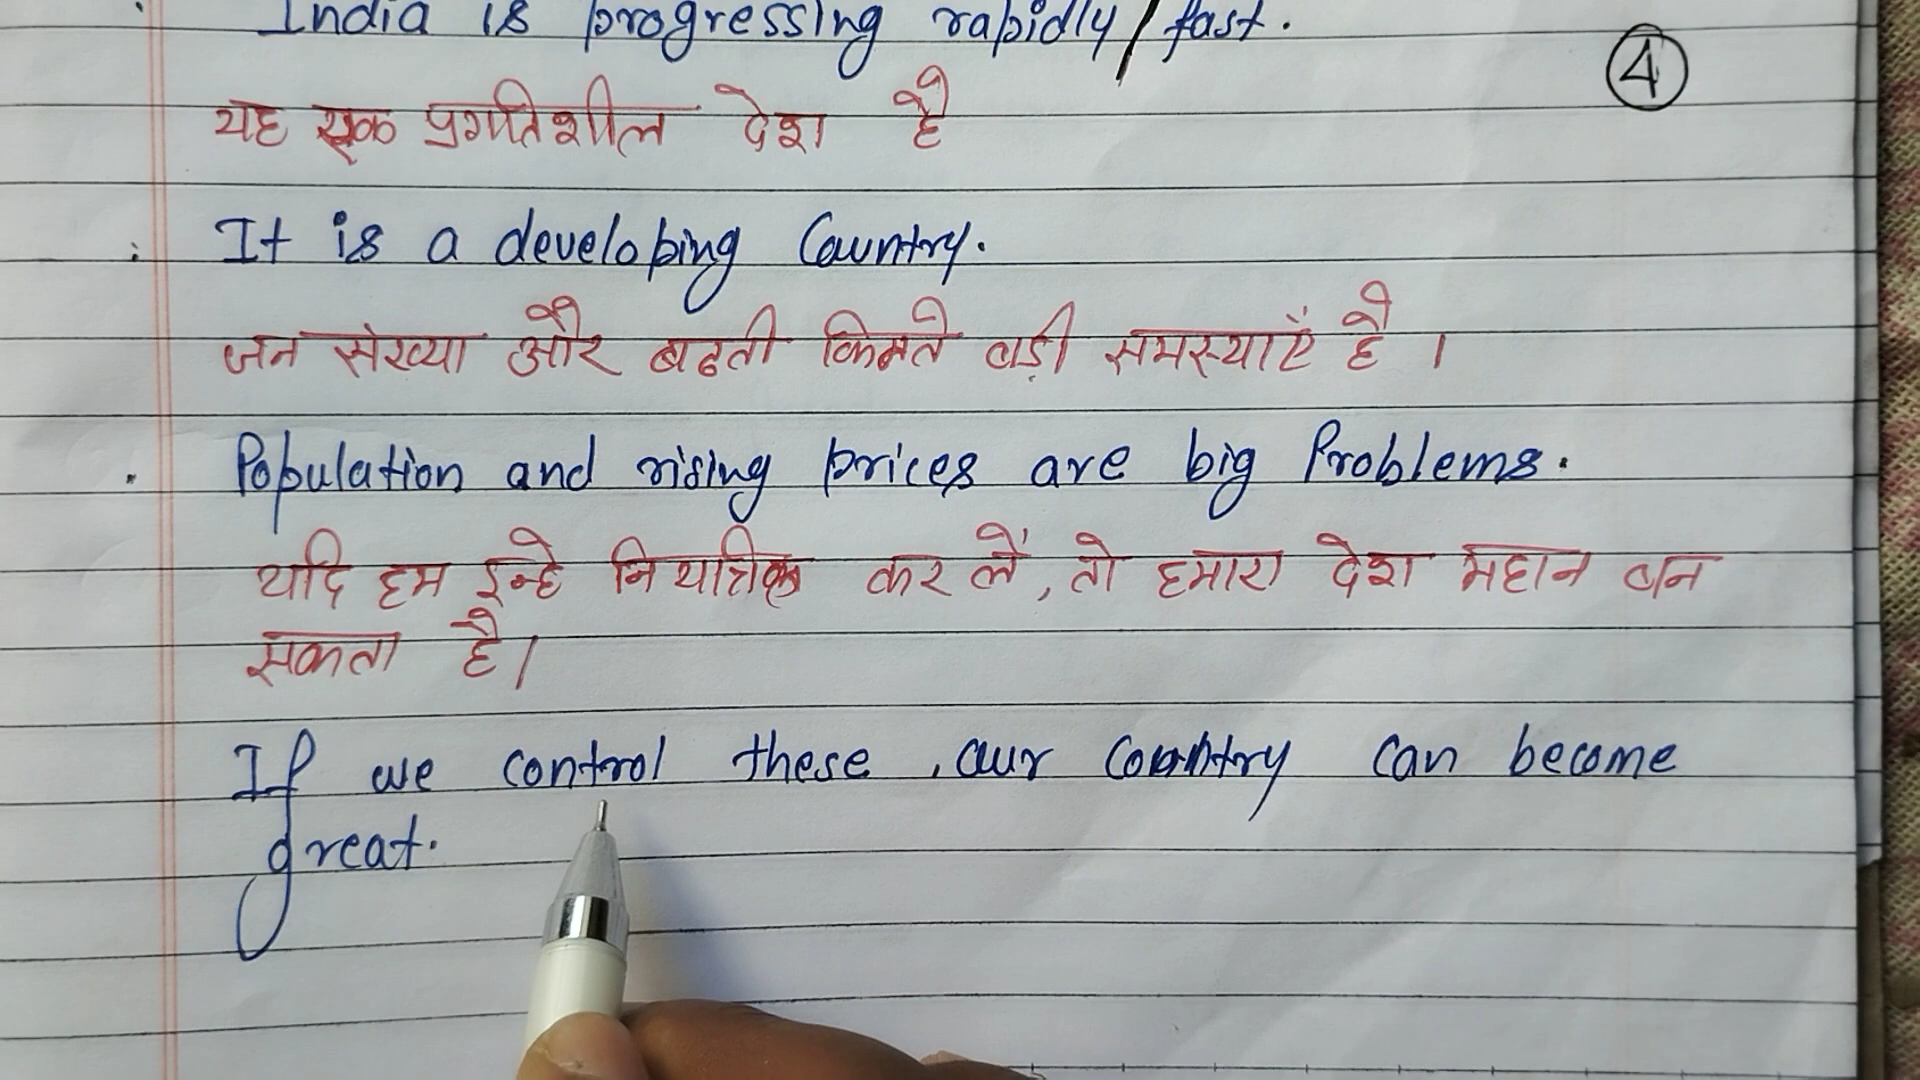 India is progressing rapidly/fast.
④
यह एक प्रगतिशील देश है
It is a developing Country.
जन संख्या और बढती किमते बड़ी समस्याएँ है ।
Population and rising prices are big Problems.
यदि हम इन्हे कर लें, तो हमारा देश महान बन
सकता है।
If we control these, our Country can become
great.